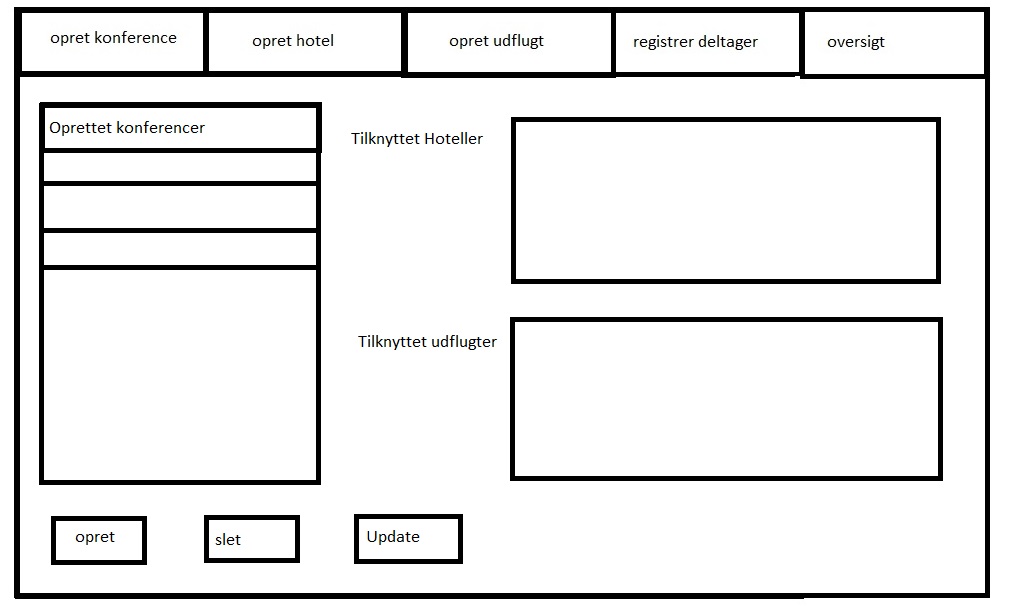 opret konference
opret hotel
opret udflugt
registrer deltager
oversigt
Oprettet konferencer
Tilknyttet Hoteller
Tilknyttet udflugter
opret
slet
Update